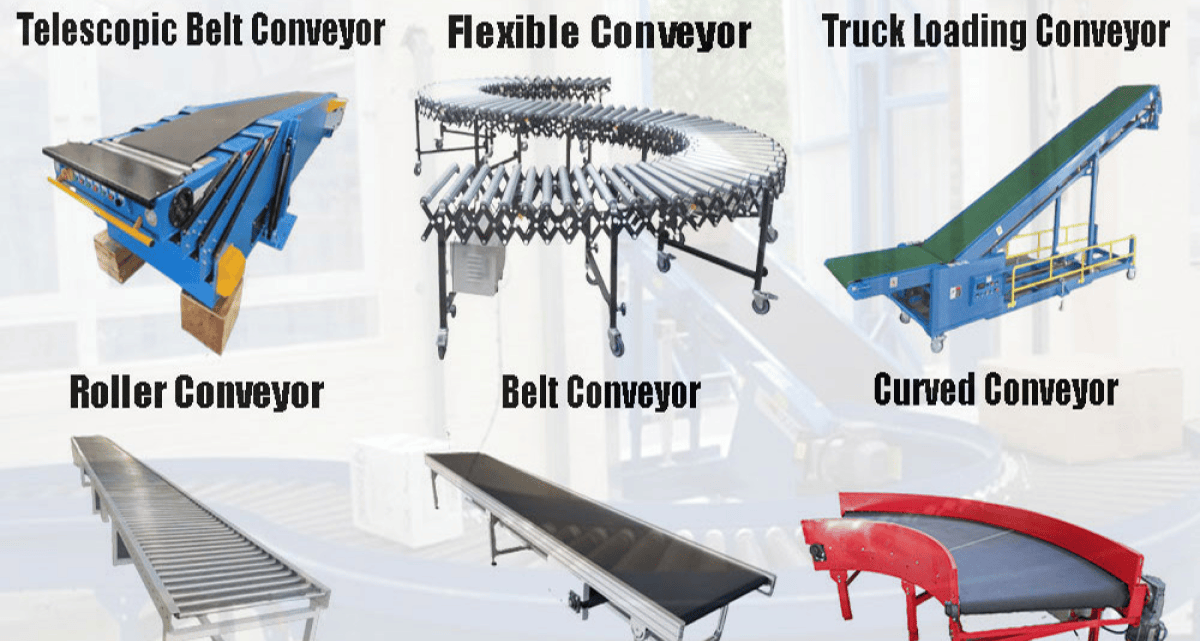 Telescopic Belt Conveyor
Flexible Conveyor
Truck Loading Conveyor
Roller Conveyor
Belt Conveyor
Curved Conveyor